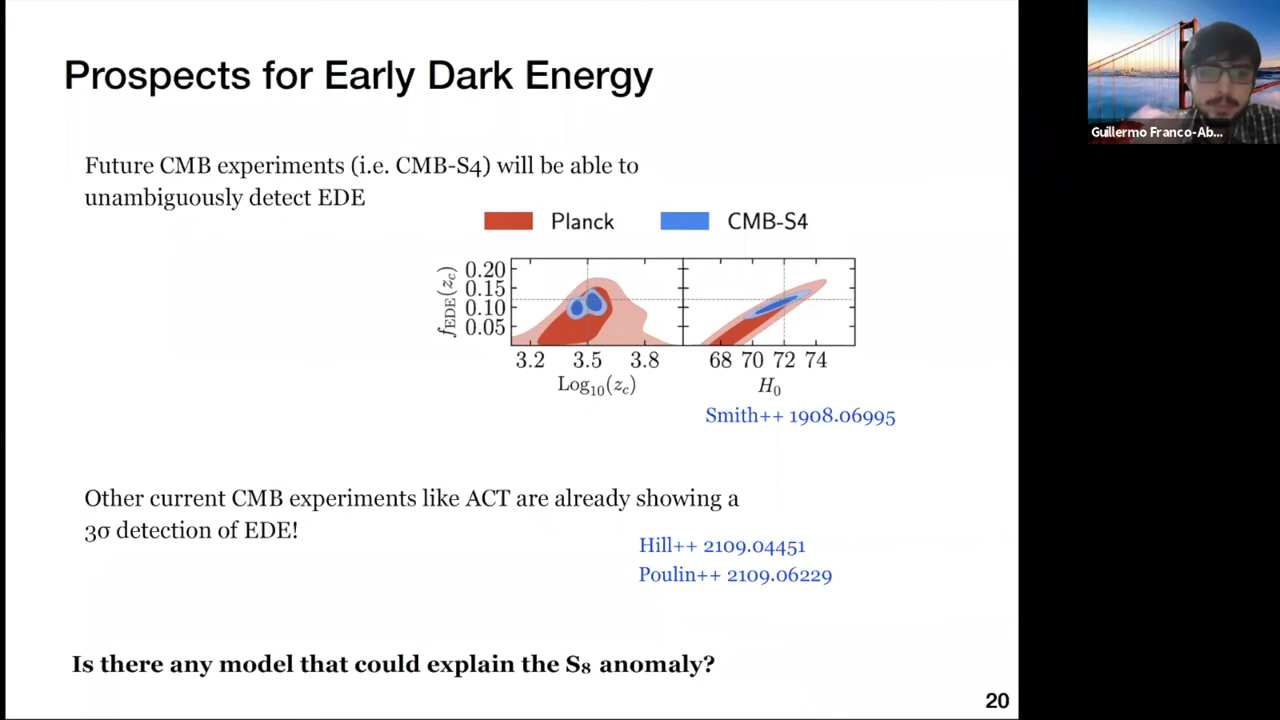 Prospects for Early Dark Energy
Guillermo Franco-Ab...
Future CMB experiments (i.e. CMB-S4) will be able to
unambiguously detect EDE
Planck CMB-S4
f_EDE(z_c)
0.20
0.15
0.10
0.05
3.2 3.5 3.8 68 70 72 74
Log₁₀(z_c) H₀
Smith++ 1908.06995
Other current CMB experiments like ACT are already showing a
3σ detection of EDE!
Hill++ 2109.04451
Poulin++ 2109.06229
Is there any model that could explain the S₈ anomaly?
20